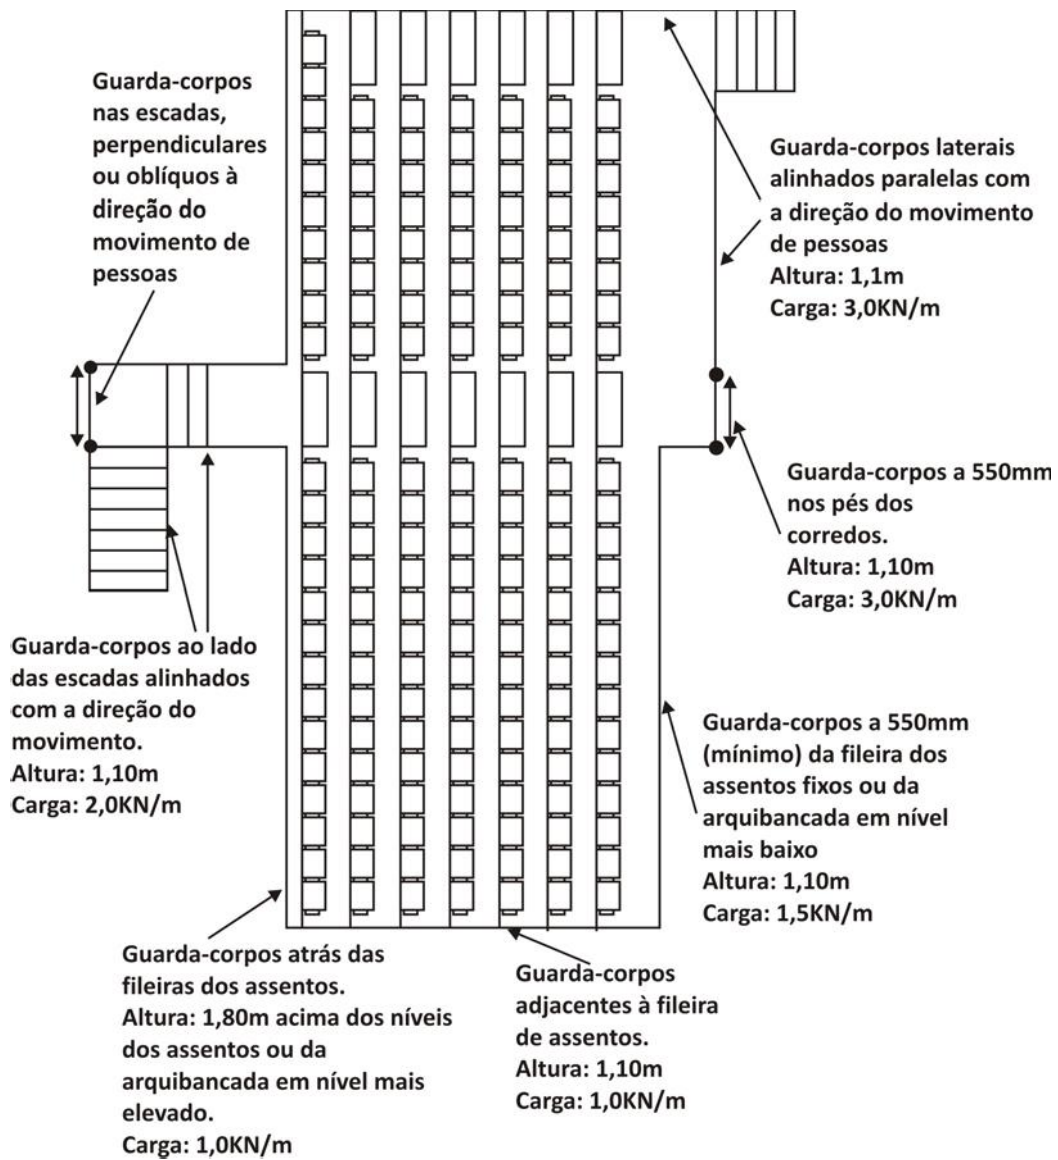 Guarda-corpos
nas escadas,
perpendiculares
ou oblíquos à
direção do
movimento de
pessoas
Guarda-corpos laterais
alinhados paralelas com
a direção do movimento
de pessoas
Altura: 1,1m
Carga: 3,0KN/m
Guarda-corpos a 550mm
nos pés dos
corredos.
Altura: 1,10m
Carga: 3,0KN/m
Guarda-corpos ao lado
das escadas alinhados
com a direção do
movimento.
Altura: 1,10m
Carga: 2,0KN/m
Guarda-corpos a 550mm
(mínimo) da fileira dos
assentos fixos ou da
arquibancada em nível
mais baixo
Altura: 1,10m
Carga: 1,5KN/m
Guarda-corpos atrás das
fileiras dos assentos.
Altura: 1,80m acima dos níveis
dos assentos ou da
arquibancada em nível mais
elevado.
Carga: 1,0KN/m
Guarda-corpos
adjacentes à fileira
de assentos.
Altura: 1,10m
Carga: 1,0KN/m